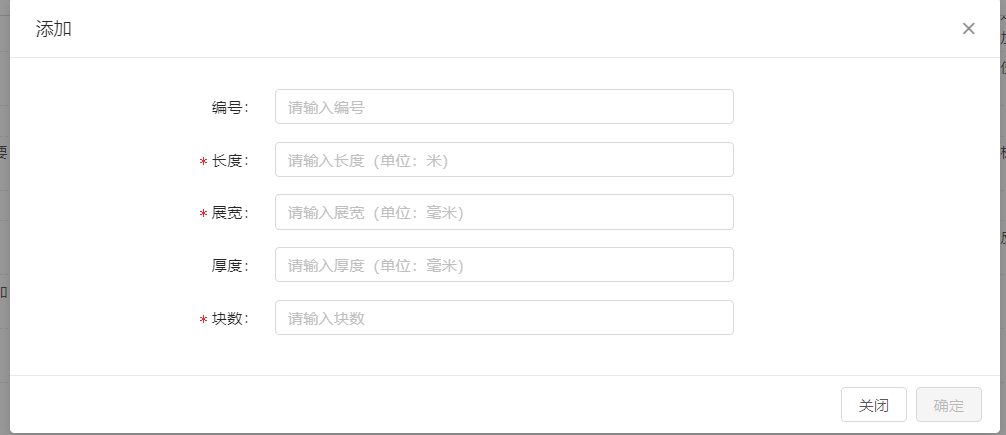 添加
编号：
请输入编号
* 长度：
请输入长度（单位：米）
* 展宽：
请输入展宽（单位：毫米）
厚度：
请输入厚度（单位：毫米）
* 块数：
请输入块数
要
加
关闭
确定